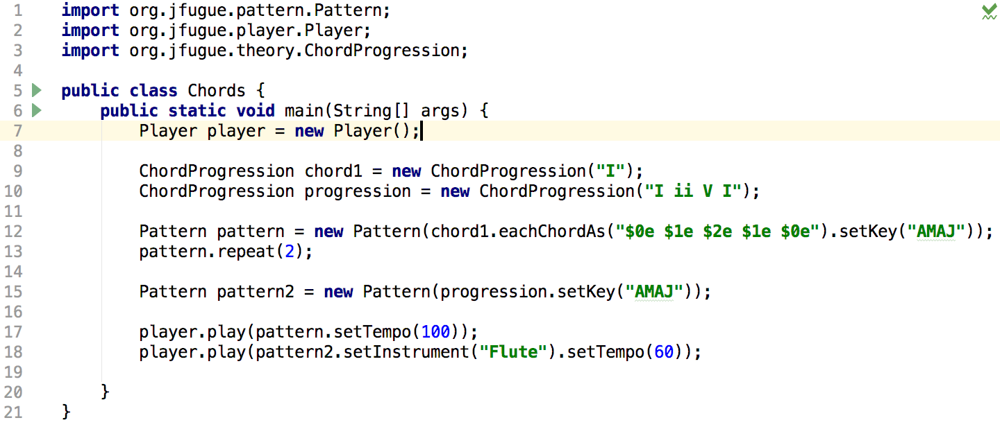 1 import org.jfugue.pattern.Pattern;
2 import org.jfugue.player.Player;
3 import org.jfugue.theory.ChordProgression;
4
5 public class Chords {
6     public static void main(String[] args) {
7         Player player = new Player();
8
9         ChordProgression chord1 = new ChordProgression("I");
10         ChordProgression progression = new ChordProgression("I ii V I");
11
12         Pattern pattern = new Pattern(chord1.eachChordAs("$0e $1e $2e $1e $0e").setKey("AMAJ"));
13         pattern.repeat(2);
14
15         Pattern pattern2 = new Pattern(progression.setKey("AMAJ"));
16
17         player.play(pattern.setTempo(100));
18         player.play(pattern2.setInstrument("Flute").setTempo(60));
19
20     }
21 }